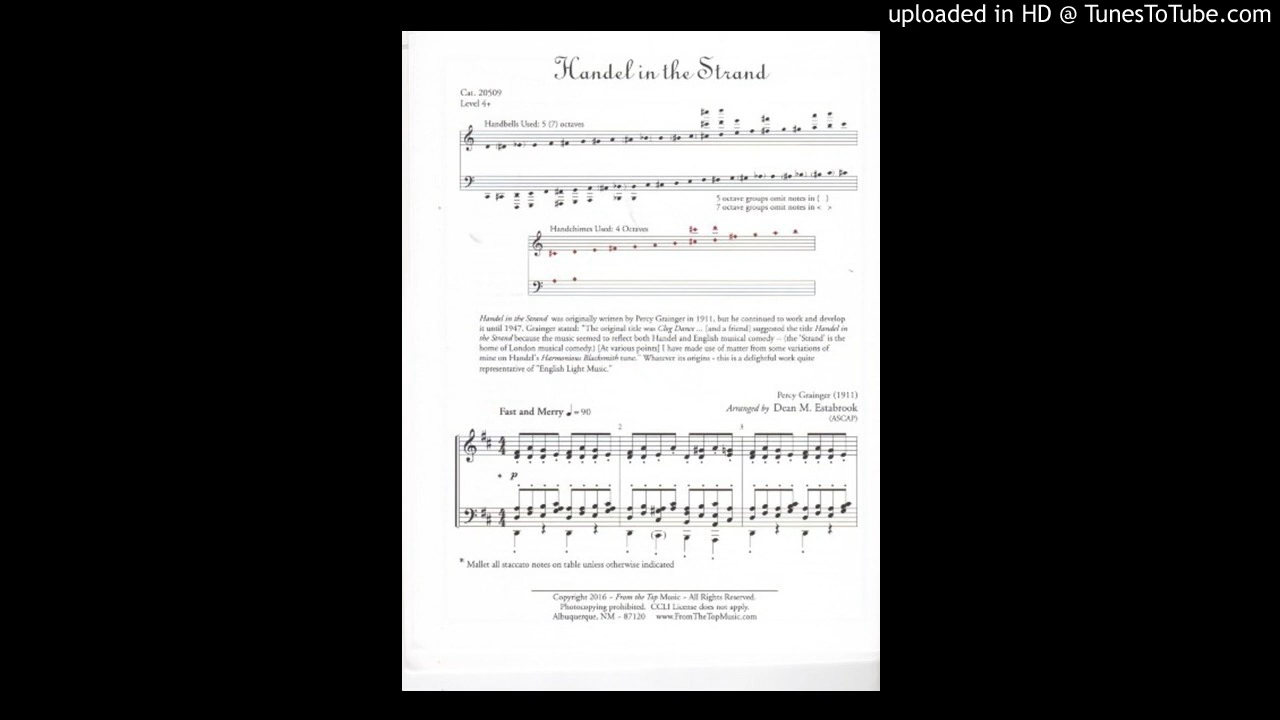 uploaded in HD @ TunesToTube.com
Handel in the Strand
Cat. 20509
Level 4+
Handbells Used: 5 (7) octaves
5 octave groups omit notes in ( )
7 octave groups omit notes in < >
Handchimes Used: 4 Octaves
Handel in the Strand was originally written by Percy Grainger in 1911, but he continued to work and develop
it until 1947. Grainger stated: "The original title was Clog Dance ... [and a friend] suggested the title Handel in
the Strand because the music seemed to reflect both Handel and English musical comedy -- (the 'Strand' is the
home of London musical comedy.) [At various points] I have made use of matter from some variations of
mine on Handel's Harmonious Blacksmith tune." Whatever its origins - this is a delightful work quite
representative of "English Light Music."
Percy Grainger (1911)
Fast and Merry ♩= 90
Arranged by Dean M. Estabrook
(ASCAP)
2
3
* p
* Mallet all staccato notes on table unless otherwise indicated
Copyright 2016 - From the Top Music - All Rights Reserved.
Photocopying prohibited. CCLI License does not apply.
Albuquerque, NM - 87120 www.FromTheTopMusic.com